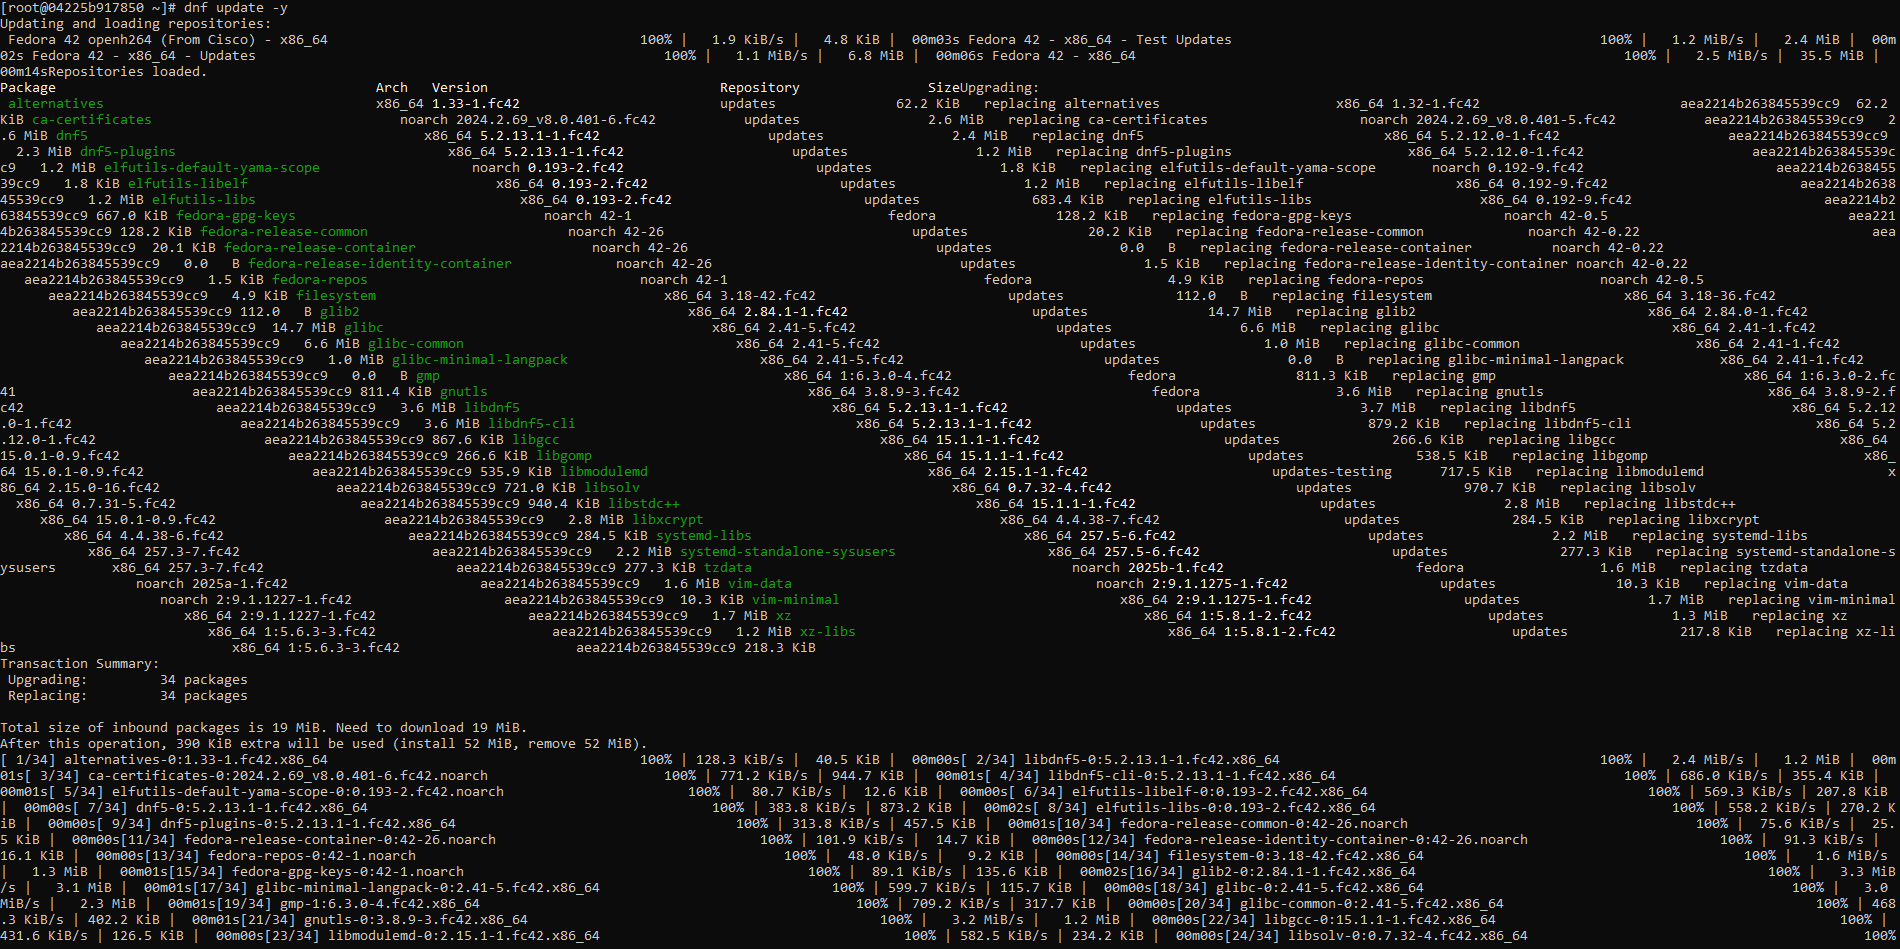 [root@04225b917850 ~]# dnf update -y
Updating and loading repositories:
 Fedora 42 openh264 (From Cisco) - x86_64                                       100% |   1.9 KiB/s |   4.8 KiB |  00m03s Fedora 42 - x86_64 - Test Updates                                              100% |   1.2 MiB/s |   2.4 MiB |  00m
02s Fedora 42 - x86_64 - Updates                                                   100% |   1.1 MiB/s |   6.8 MiB |  00m06s Fedora 42 - x86_64                                                             100% |   2.5 MiB/s |  35.5 MiB |
00m14sRepositories loaded.
Package                                        Arch   Version                             Repository                SizeUpgrading:
 alternatives                                  x86_64 1.33-1.fc42                         updates               62.2 KiB   replacing alternatives                      x86_64 1.32-1.fc42                         aea2214b263845539cc9  62.2
KiB ca-certificates                               noarch 2024.2.69_v8.0.401-6.fc42           updates                2.6 MiB   replacing ca-certificates                   noarch 2024.2.69_v8.0.401-5.fc42           aea2214b263845539cc9   2
.6 MiB dnf5                                          x86_64 5.2.13.1-1.fc42                     updates                2.4 MiB   replacing dnf5                              x86_64 5.2.12.0-1.fc42                     aea2214b263845539cc9
  2.3 MiB dnf5-plugins                                  x86_64 5.2.13.1-1.fc42                     updates                1.2 MiB   replacing dnf5-plugins                      x86_64 5.2.12.0-1.fc42                     aea2214b263845539c
c9   1.2 MiB elfutils-default-yama-scope                   noarch 0.193-2.fc42                        updates                1.8 KiB   replacing elfutils-default-yama-scope       noarch 0.192-9.fc42                        aea2214b2638455
39cc9   1.8 KiB elfutils-libelf                               x86_64 0.193-2.fc42                        updates                1.2 MiB   replacing elfutils-libelf                   x86_64 0.192-9.fc42                        aea2214b2638
45539cc9   1.2 MiB elfutils-libs                                 x86_64 0.193-2.fc42                        updates              683.4 KiB   replacing elfutils-libs                     x86_64 0.192-9.fc42                        aea2214b2
63845539cc9 667.0 KiB fedora-gpg-keys                               noarch 42-1                                fedora               128.2 KiB   replacing fedora-gpg-keys                   noarch 42-0.5                              aea221
4b263845539cc9 128.2 KiB fedora-release-common                         noarch 42-26                               updates               20.2 KiB   replacing fedora-release-common             noarch 42-0.22                             aea
2214b263845539cc9  20.1 KiB fedora-release-container                      noarch 42-26                               updates                0.0   B   replacing fedora-release-container          noarch 42-0.22
aea2214b263845539cc9   0.0   B fedora-release-identity-container             noarch 42-26                               updates                1.5 KiB   replacing fedora-release-identity-container noarch 42-0.22
   aea2214b263845539cc9   1.5 KiB fedora-repos                                  noarch 42-1                                fedora                 4.9 KiB   replacing fedora-repos                      noarch 42-0.5
      aea2214b263845539cc9   4.9 KiB filesystem                                    x86_64 3.18-42.fc42                        updates              112.0   B   replacing filesystem                        x86_64 3.18-36.fc42
         aea2214b263845539cc9 112.0   B glib2                                         x86_64 2.84.1-1.fc42                       updates               14.7 MiB   replacing glib2                             x86_64 2.84.0-1.fc42
            aea2214b263845539cc9  14.7 MiB glibc                                         x86_64 2.41-5.fc42                         updates                6.6 MiB   replacing glibc                             x86_64 2.41-1.fc42
               aea2214b263845539cc9   6.6 MiB glibc-common                                  x86_64 2.41-5.fc42                         updates                1.0 MiB   replacing glibc-common                      x86_64 2.41-1.fc42
                  aea2214b263845539cc9   1.0 MiB glibc-minimal-langpack                        x86_64 2.41-5.fc42                         updates                0.0   B   replacing glibc-minimal-langpack            x86_64 2.41-1.fc42
                     aea2214b263845539cc9   0.0   B gmp                                           x86_64 1:6.3.0-4.fc42                      fedora               811.3 KiB   replacing gmp                               x86_64 1:6.3.0-2.fc
41                      aea2214b263845539cc9 811.4 KiB gnutls                                        x86_64 3.8.9-3.fc42                        fedora                 3.6 MiB   replacing gnutls                            x86_64 3.8.9-2.f
c42                        aea2214b263845539cc9   3.6 MiB libdnf5                                       x86_64 5.2.13.1-1.fc42                     updates                3.7 MiB   replacing libdnf5                           x86_64 5.2.12
.0-1.fc42                     aea2214b263845539cc9   3.6 MiB libdnf5-cli                                   x86_64 5.2.13.1-1.fc42                     updates              879.2 KiB   replacing libdnf5-cli                       x86_64 5.2
.12.0-1.fc42                     aea2214b263845539cc9 867.6 KiB libgcc                                        x86_64 15.1.1-1.fc42                       updates              266.6 KiB   replacing libgcc                            x86_64
15.0.1-0.9.fc42                     aea2214b263845539cc9 266.6 KiB libgomp                                       x86_64 15.1.1-1.fc42                       updates              538.5 KiB   replacing libgomp                           x86_
64 15.0.1-0.9.fc42                     aea2214b263845539cc9 535.9 KiB libmodulemd                                   x86_64 2.15.1-1.fc42                       updates-testing      717.5 KiB   replacing libmodulemd                       x
86_64 2.15.0-16.fc42                      aea2214b263845539cc9 721.0 KiB libsolv                                       x86_64 0.7.32-4.fc42                       updates              970.7 KiB   replacing libsolv
  x86_64 0.7.31-5.fc42                       aea2214b263845539cc9 940.4 KiB libstdc++                                     x86_64 15.1.1-1.fc42                       updates                2.8 MiB   replacing libstdc++
     x86_64 15.0.1-0.9.fc42                     aea2214b263845539cc9   2.8 MiB libxcrypt                                     x86_64 4.4.38-7.fc42                       updates              284.5 KiB   replacing libxcrypt
        x86_64 4.4.38-6.fc42                       aea2214b263845539cc9 284.5 KiB systemd-libs                                  x86_64 257.5-6.fc42                        updates                2.2 MiB   replacing systemd-libs
           x86_64 257.3-7.fc42                        aea2214b263845539cc9   2.2 MiB systemd-standalone-sysusers                   x86_64 257.5-6.fc42                        updates              277.3 KiB   replacing systemd-standalone-s
ysusers       x86_64 257.3-7.fc42                        aea2214b263845539cc9 277.3 KiB tzdata                                        noarch 2025b-1.fc42                        fedora                 1.6 MiB   replacing tzdata
                 noarch 2025a-1.fc42                        aea2214b263845539cc9   1.6 MiB vim-data                                      noarch 2:9.1.1275-1.fc42                   updates               10.3 KiB   replacing vim-data
                    noarch 2:9.1.1227-1.fc42                   aea2214b263845539cc9  10.3 KiB vim-minimal                                   x86_64 2:9.1.1275-1.fc42                   updates                1.7 MiB   replacing vim-minimal
                       x86_64 2:9.1.1227-1.fc42                   aea2214b263845539cc9   1.7 MiB xz                                            x86_64 1:5.8.1-2.fc42                      updates                1.3 MiB   replacing xz
                          x86_64 1:5.6.3-3.fc42                      aea2214b263845539cc9   1.2 MiB xz-libs                                       x86_64 1:5.8.1-2.fc42                      updates              217.8 KiB   replacing xz-li
bs                           x86_64 1:5.6.3-3.fc42                      aea2214b263845539cc9 218.3 KiB
Transaction Summary:
 Upgrading:         34 packages
 Replacing:         34 packages

Total size of inbound packages is 19 MiB. Need to download 19 MiB.
After this operation, 390 KiB extra will be used (install 52 MiB, remove 52 MiB).
[ 1/34] alternatives-0:1.33-1.fc42.x86_64                                       100% | 128.3 KiB/s |  40.5 KiB |  00m00s[ 2/34] libdnf5-0:5.2.13.1-1.fc42.x86_64                                        100% |   2.4 MiB/s |   1.2 MiB |  00m
01s[ 3/34] ca-certificates-0:2024.2.69_v8.0.401-6.fc42.noarch                      100% | 771.2 KiB/s | 944.7 KiB |  00m01s[ 4/34] libdnf5-cli-0:5.2.13.1-1.fc42.x86_64                                    100% | 686.0 KiB/s | 355.4 KiB |
00m01s[ 5/34] elfutils-default-yama-scope-0:0.193-2.fc42.noarch                       100% |  80.7 KiB/s |  12.6 KiB |  00m00s[ 6/34] elfutils-libelf-0:0.193-2.fc42.x86_64                                   100% | 569.3 KiB/s | 207.8 KiB
|  00m00s[ 7/34] dnf5-0:5.2.13.1-1.fc42.x86_64                                           100% | 383.8 KiB/s | 873.2 KiB |  00m02s[ 8/34] elfutils-libs-0:0.193-2.fc42.x86_64                                     100% | 558.2 KiB/s | 270.2 K
iB |  00m00s[ 9/34] dnf5-plugins-0:5.2.13.1-1.fc42.x86_64                                   100% | 313.8 KiB/s | 457.5 KiB |  00m01s[10/34] fedora-release-common-0:42-26.noarch                                    100% |  75.6 KiB/s |  25.
5 KiB |  00m00s[11/34] fedora-release-container-0:42-26.noarch                                 100% | 101.9 KiB/s |  14.7 KiB |  00m00s[12/34] fedora-release-identity-container-0:42-26.noarch                        100% |  91.3 KiB/s |
16.1 KiB |  00m00s[13/34] fedora-repos-0:42-1.noarch                                              100% |  48.0 KiB/s |   9.2 KiB |  00m00s[14/34] filesystem-0:3.18-42.fc42.x86_64                                        100% |   1.6 MiB/s
|   1.3 MiB |  00m01s[15/34] fedora-gpg-keys-0:42-1.noarch                                           100% |  89.1 KiB/s | 135.6 KiB |  00m02s[16/34] glib2-0:2.84.1-1.fc42.x86_64                                            100% |   3.3 MiB
/s |   3.1 MiB |  00m01s[17/34] glibc-minimal-langpack-0:2.41-5.fc42.x86_64                             100% | 599.7 KiB/s | 115.7 KiB |  00m00s[18/34] glibc-0:2.41-5.fc42.x86_64                                              100% |   3.0
MiB/s |   2.3 MiB |  00m01s[19/34] gmp-1:6.3.0-4.fc42.x86_64                                               100% | 709.2 KiB/s | 317.7 KiB |  00m00s[20/34] glibc-common-0:2.41-5.fc42.x86_64                                       100% | 468
.3 KiB/s | 402.2 KiB |  00m01s[21/34] gnutls-0:3.8.9-3.fc42.x86_64                                            100% |   3.2 MiB/s |   1.2 MiB |  00m00s[22/34] libgcc-0:15.1.1-1.fc42.x86_64                                           100% |
431.6 KiB/s | 126.5 KiB |  00m00s[23/34] libmodulemd-0:2.15.1-1.fc42.x86_64                                      100% | 582.5 KiB/s | 234.2 KiB |  00m00s[24/34] libsolv-0:0.7.32-4.fc42.x86_64                                          100%